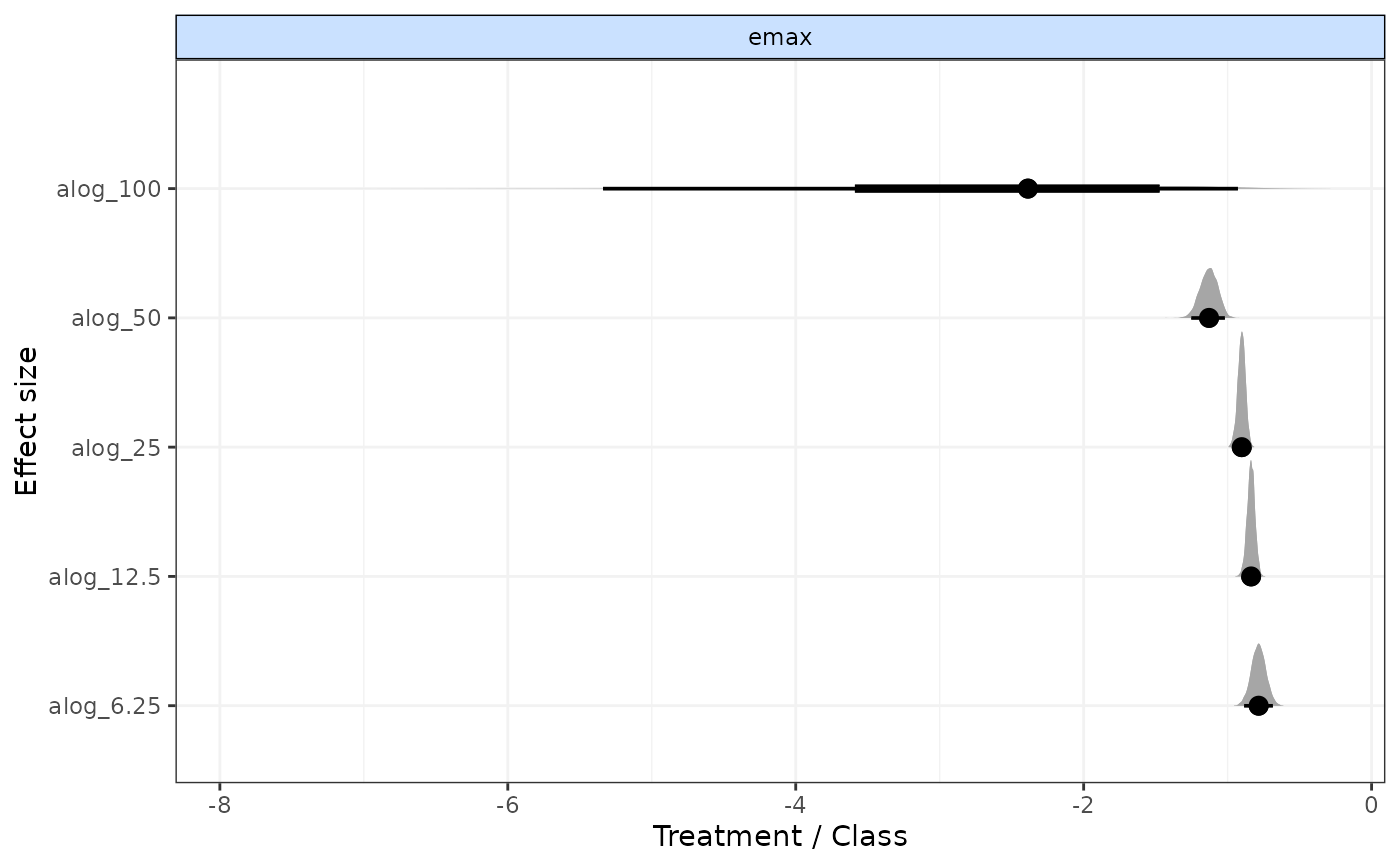 emax
alog_100
alog_50
alog_25
alog_12.5
alog_6.25
Effect size
-8 -6 -4 -2 0
Treatment / Class